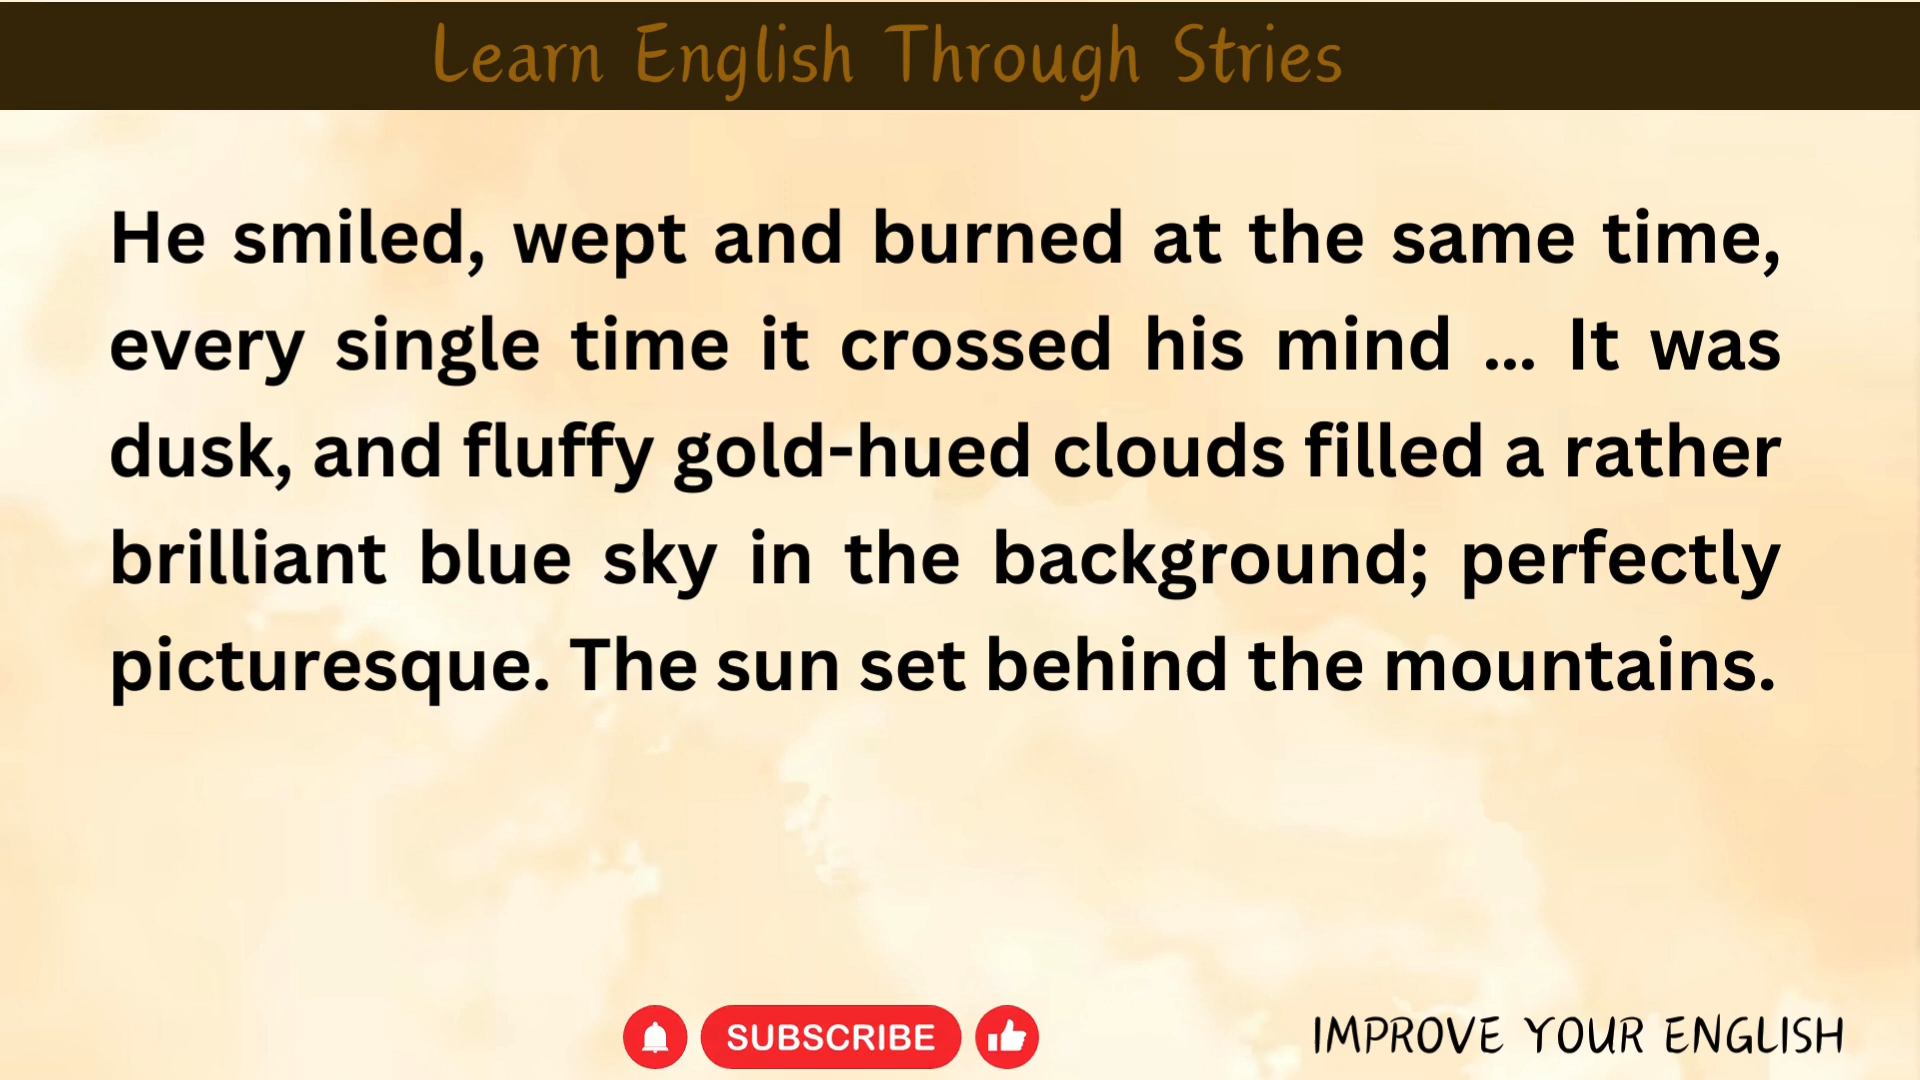 Learn English Through Stries
He smiled, wept and burned at the same time,
every single time it crossed his mind ... It was
dusk, and fluffy gold-hued clouds filled a rather
brilliant blue sky in the background; perfectly
picturesque. The sun set behind the mountains.
SUBSCRIBE
IMPROVE YOUR ENGLISH